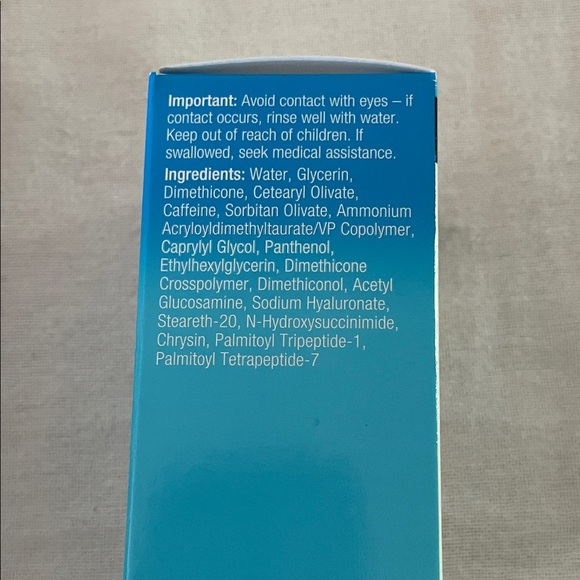 Important: Avoid contact with eyes – if
contact occurs, rinse well with water.
Keep out of reach of children. If
swallowed, seek medical assistance.
Ingredients: Water, Glycerin,
Dimethicone, Cetearyl Olivate,
Caffeine, Sorbitan Olivate, Ammonium
Acryloyldimethyltaurate/VP Copolymer,
Caprylyl Glycol, Panthenol,
Ethylhexylglycerin, Dimethicone
Crosspolymer, Dimethiconol, Acetyl
Glucosamine, Sodium Hyaluronate,
Steareth-20, N-Hydroxysuccinimide,
Chrysin, Palmitoyl Tripeptide-1,
Palmitoyl Tetrapeptide-7